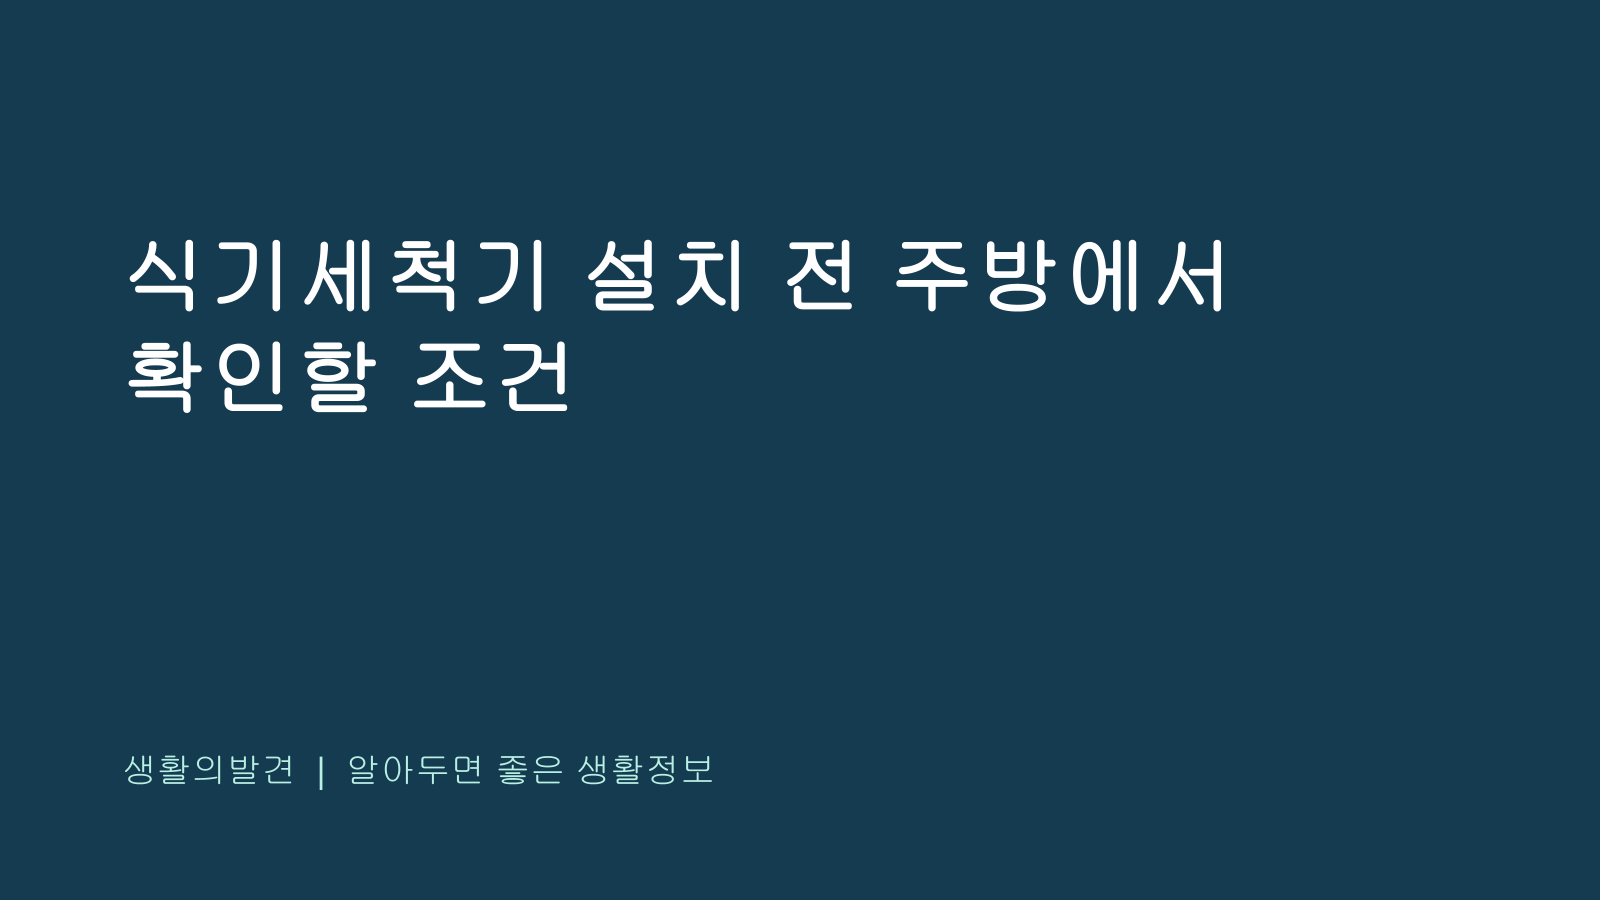 식기세척기 설치 전 주방에서
확인할 조건
생활의발견 | 알아두면 좋은 생활정보